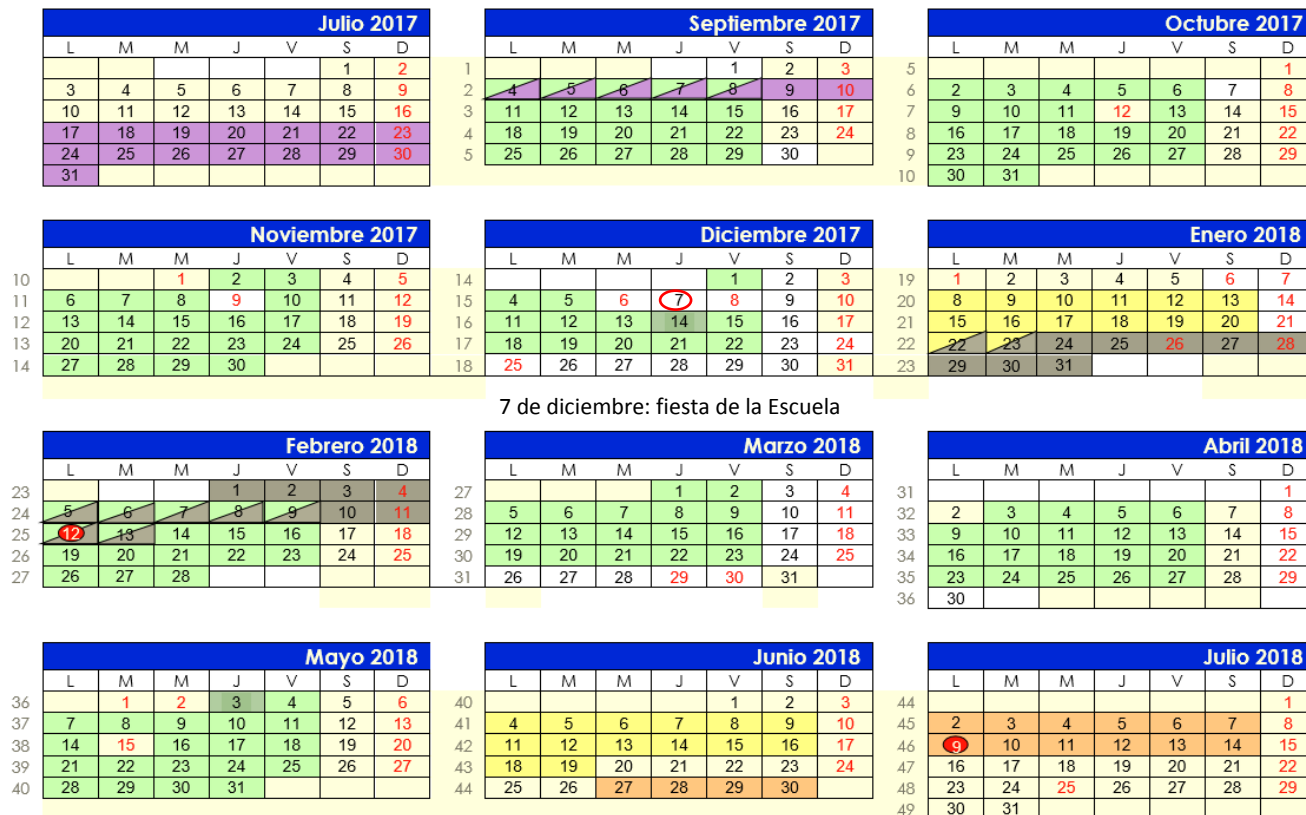 Julio 2017 Septiembre 2017 Octubre 2017
L M M J V S D L M M J V S D L M M J V S D
1 2 1 1 2 3 5 1
3 4 5 6 7 8 9 2 4 5 6 7 8 9 10 6 2 3 4 5 6 7 8
10 11 12 13 14 15 16 3 11 12 13 14 15 16 17 7 9 10 11 12 13 14 15
17 18 19 20 21 22 23 4 18 19 20 21 22 23 24 8 16 17 18 19 20 21 22
24 25 26 27 28 29 30 5 25 26 27 28 29 30 9 23 24 25 26 27 28 29
31 10 30 31
Noviembre 2017 Diciembre 2017 Enero 2018
L M M J V S D L M M J V S D L M M J V S D
10 1 2 3 4 5 14 1 2 3 19 1 2 3 4 5 6 7
11 6 7 8 9 10 11 12 15 4 5 6 7 8 9 10 20 8 9 10 11 12 13 14
12 13 14 15 16 17 18 19 16 11 12 13 14 15 16 17 21 15 16 17 18 19 20 21
13 20 21 22 23 24 25 26 17 18 19 20 21 22 23 24 22 22 23 24 25 26 27 28
14 27 28 29 30 18 25 26 27 28 29 30 31 23 29 30 31
7 de diciembre: fiesta de la Escuela
Febrero 2018 Marzo 2018 Abril 2018
L M M J V S D L M M J V S D L M M J V S D
23 1 2 3 4 27 1 2 3 4 31 1
24 5 6 7 8 9 10 11 28 5 6 7 8 9 10 11 32 2 3 4 5 6 7 8
25 12 13 14 15 16 17 18 29 12 13 14 15 16 17 18 33 9 10 11 12 13 14 15
26 19 20 21 22 23 24 25 30 19 20 21 22 23 24 25 34 16 17 18 19 20 21 22
27 26 27 28 31 26 27 28 29 30 31 35 23 24 25 26 27 28 29
36 30
Mayo 2018 Junio 2018 Julio 2018
L M M J V S D L M M J V S D L M M J V S D
36 1 2 3 4 5 6 40 1 2 3 44 1
37 7 8 9 10 11 12 13 41 4 5 6 7 8 9 10 45 2 3 4 5 6 7 8
38 14 15 16 17 18 19 20 42 11 12 13 14 15 16 17 46 9 10 11 12 13 14 15
39 21 22 23 24 25 26 27 43 18 19 20 21 22 23 24 47 16 17 18 19 20 21 22
40 28 29 30 31 44 25 26 27 28 29 30 48 23 24 25 26 27 28 29
49 30 31